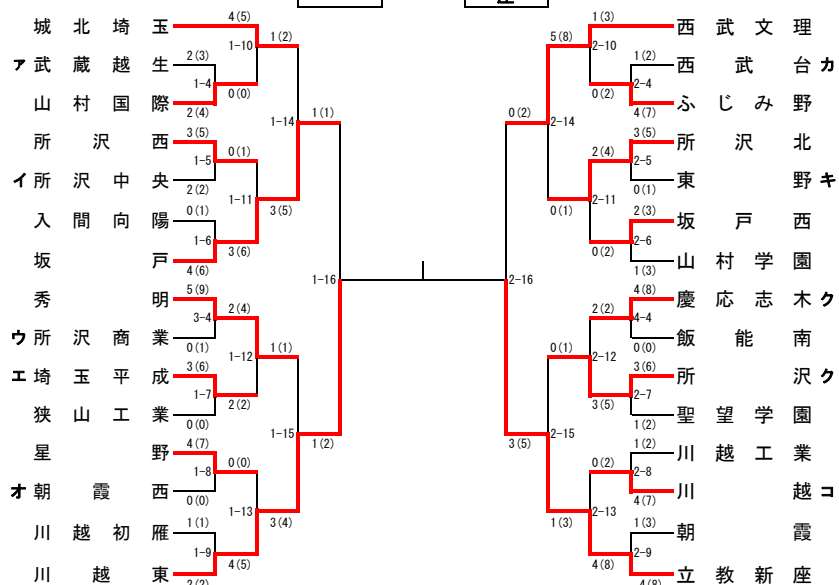 座
城北埼玉 4(5) 1(3) 西武文理
1-10 1(2) 5(8) 2-10
ァ 武蔵越生 2(3) 1(2) 西武台 カ
1-4 0(0) 0(2) 2-4
山村国際 2(4) 4(7) ふじみ野
1-14 1(1) 0(2) 2-14
所沢西 3(5) 3(5) 所沢北
1-5 0(1) 2(4) 2-5
イ 所沢中央 2(2) 0(1) 東野 キ
1-11 3(5) 0(1) 2-11
入間向陽 0(1) 2(3) 坂戸西
1-6 3(6) 0(2) 2-6
坂戸 4(6) 1(3) 山村学園
1-16 2-16
秀明 5(9) 4(8) 慶応志木 ク
3-4 2(4) 2(2) 4-4
ゥ 所沢商業 0(1) 0(0) 飯能南
1-12 1(1) 0(1) 2-12
ェ 埼玉平成 3(6) 3(6) 所沢 ク
1-7 2(2) 3(5) 2-7
狭山工業 0(0) 1(2) 聖望学園
1-15 1(2) 3(5) 2-15
星野 4(7) 1(2) 川越工業
1-8 0(0) 0(2) 2-8
ォ 朝霞西 0(0) 4(7) 川越 コ
1-13 3(4) 1(3) 2-13
川越初雁 1(1) 1(3) 朝霞
1-9 4(5) 4(8) 2-9
川越東 2(2) 4(8) 立教新座